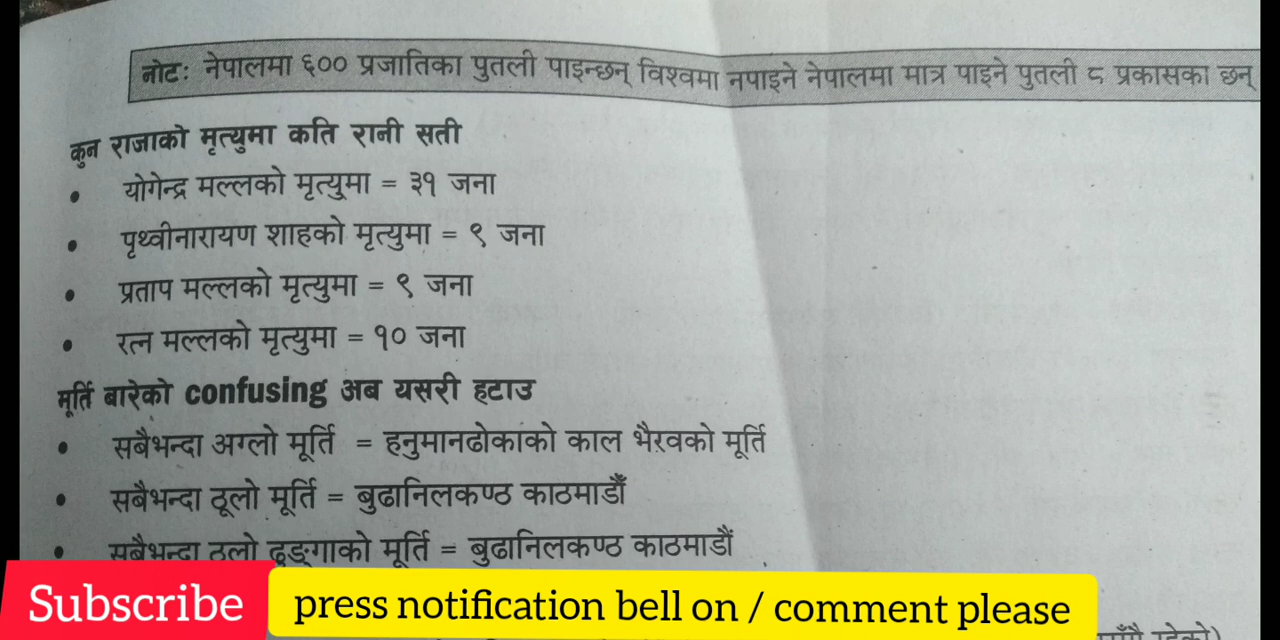 नोटः नेपालमा ६०० प्रजातिका पुतली पाइन्छन् विश्वमा नपाइने नेपालमा मात्र पाइने पुतली ८ प्रकासका छन्
कुन राजाको मृत्युमा कति रानी सती
• योगेन्द्र मल्लको मृत्युमा = ३१ जना
• पृथ्वीनारायण शाहको मृत्युमा = ९ जना
• प्रताप मल्लको मृत्युमा = ९ जना
• रत्न मल्लको मृत्युमा = १० जना
मूर्ति बारेको confusing अब यसरी हटाउ
• सबैभन्दा अग्लो मूर्ति = हनुमानढोकाको काल भैरवको मूर्ति
• सबैभन्दा ठूलो मूर्ति = बुढानिलकण्ठ काठमाडौँ
• सबैभन्दा ठूलो ढुङ्गाको मूर्ति = बुढानिलकण्ठ काठमाडौं
Subscribe press notification bell on / comment please